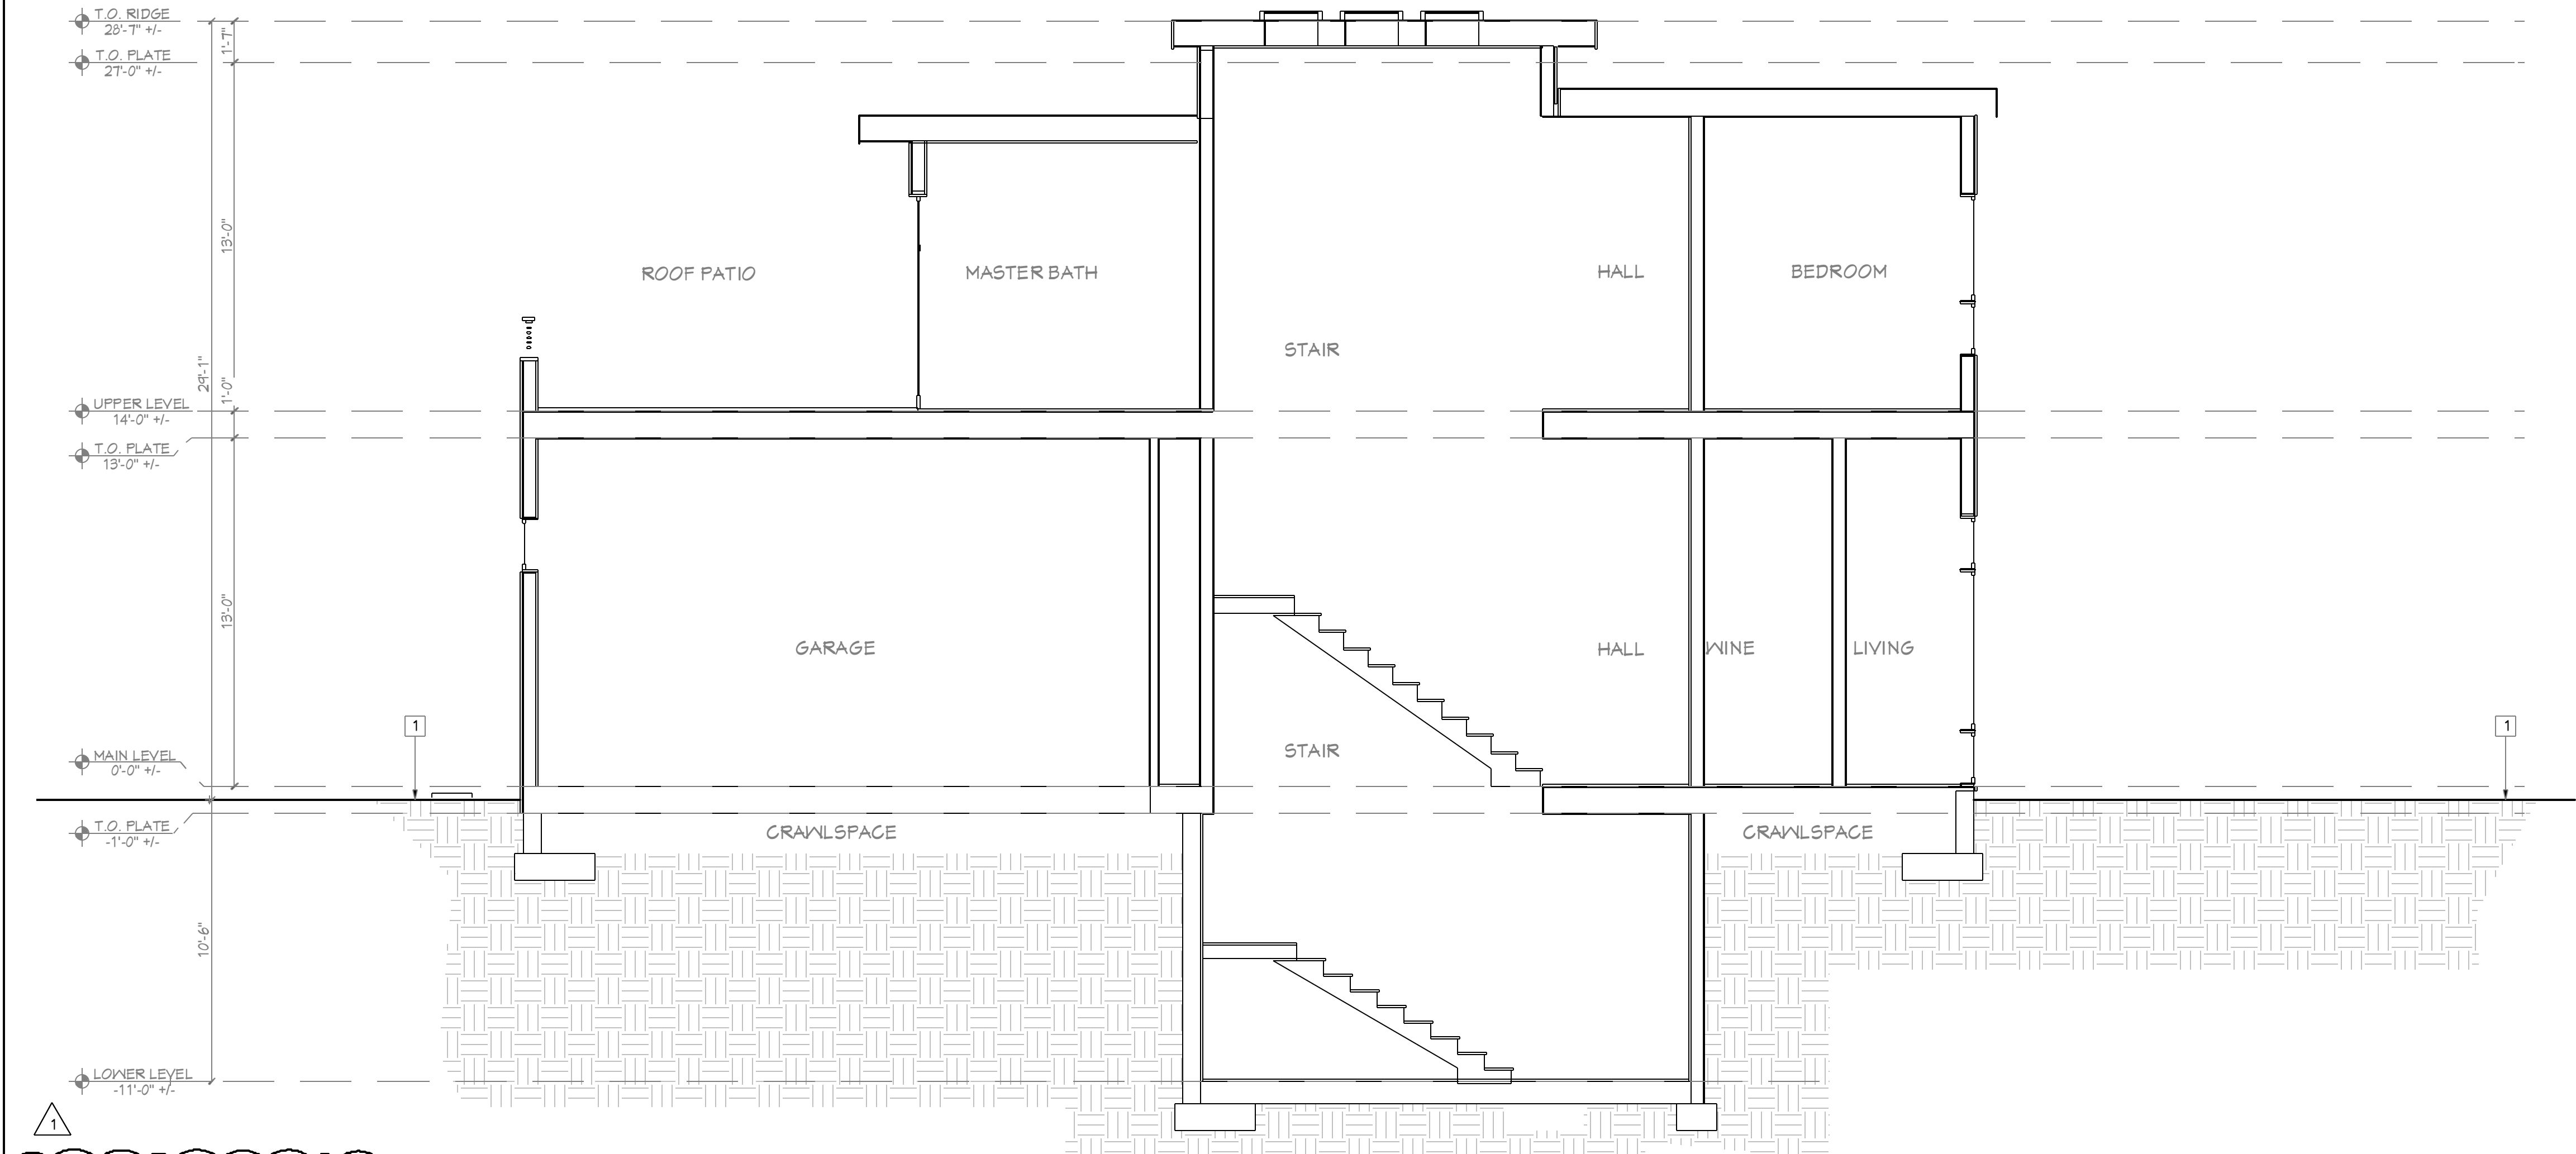 T.O. RIDGE
28'-7" +/-
1'-7"
T.O. PLATE
27'-0" +/-
13'-0"
ROOF PATIO
MASTER BATH
HALL
BEDROOM
STAIR
29'-1"
1'-0"
UPPER LEVEL
14'-0" +/-
T.O. PLATE
13'-0" +/-
13'-0"
GARAGE
HALL
WINE
LIVING
1
1
STAIR
MAIN LEVEL
0'-0" +/-
T.O. PLATE
-1'-0" +/-
CRAWLSPACE
CRAWLSPACE
10'-6"
LOWER LEVEL
-11'-0" +/-
1